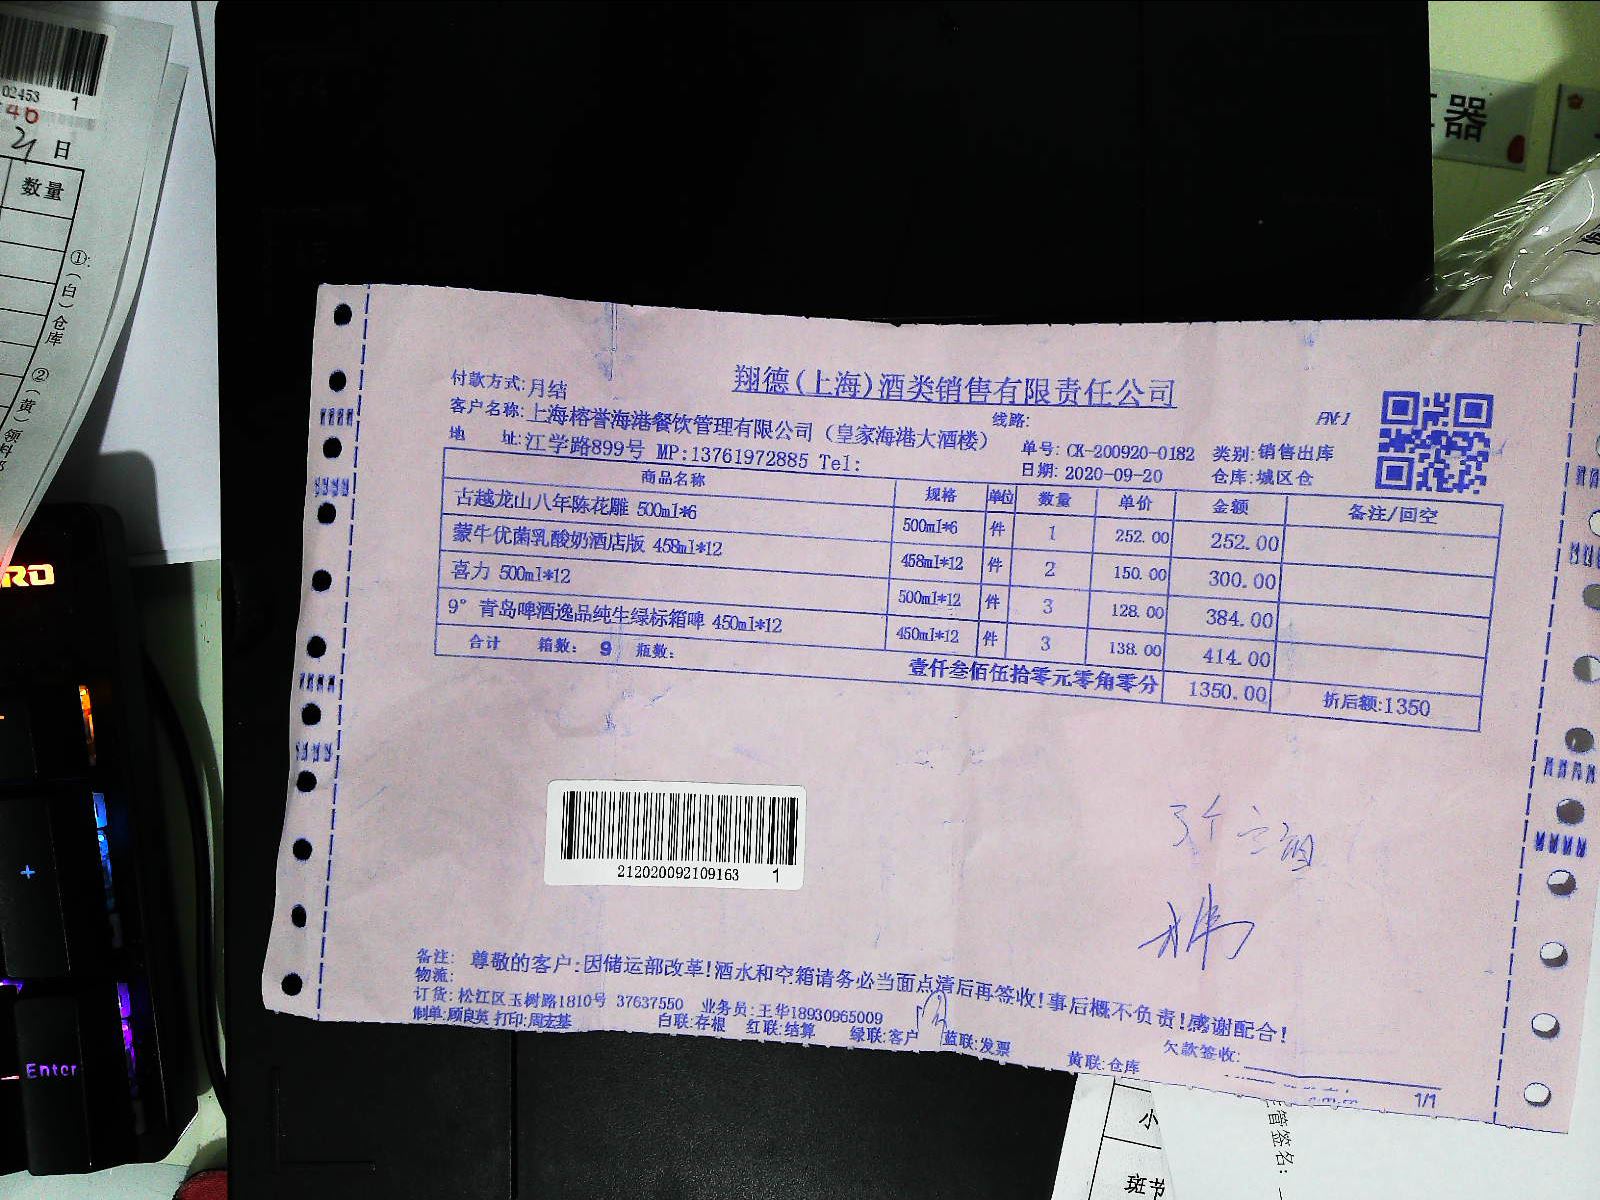 02453 1
46
21日
数量
①:(白)仓库
②(黄)领料部
器
RO
+
Enter
翔德(上海)酒类销售有限责任公司
付款方式:月结
客户名称:上海榕誉海港餐饮管理有限公司（皇家海港大酒楼）
线路:
地 址:江学路899号 MP:13761972885 Tel:
单号: CK-200920-0182 类别:销售出库
日期: 2020-09-20 仓库:城区仓
商品名称 规格 单位 数量 单价 金额 备注/回空
古越龙山八年陈花雕 500ml*6 500ml*6 件 1 252.00 252.00
蒙牛优菌乳酸奶酒店版 458ml*12 458ml*12 件 2 150.00 300.00
喜力 500ml*12 500ml*12 件 3 128.00 384.00
9° 青岛啤酒逸品纯生绿标箱啤 450ml*12 450ml*12 件 3 138.00 414.00
合计 箱数: 9 瓶数: 壹仟叁佰伍拾零元零角零分 1350.00 折后额:1350
212020092109163 1
备注: 尊敬的客户:因储运部改革!酒水和空箱请务必当面点清后再签收!事后概不负责!感谢配合!
物流:
订货: 松江区玉树路1810号 37637550 业务员:王华18930965009
制单:顾良英 打印:周宏基 白联:存根 红联:结算 绿联:客户 蓝联:发票 黄联:仓库
欠款签收:
1/1
小
班节
管签名: